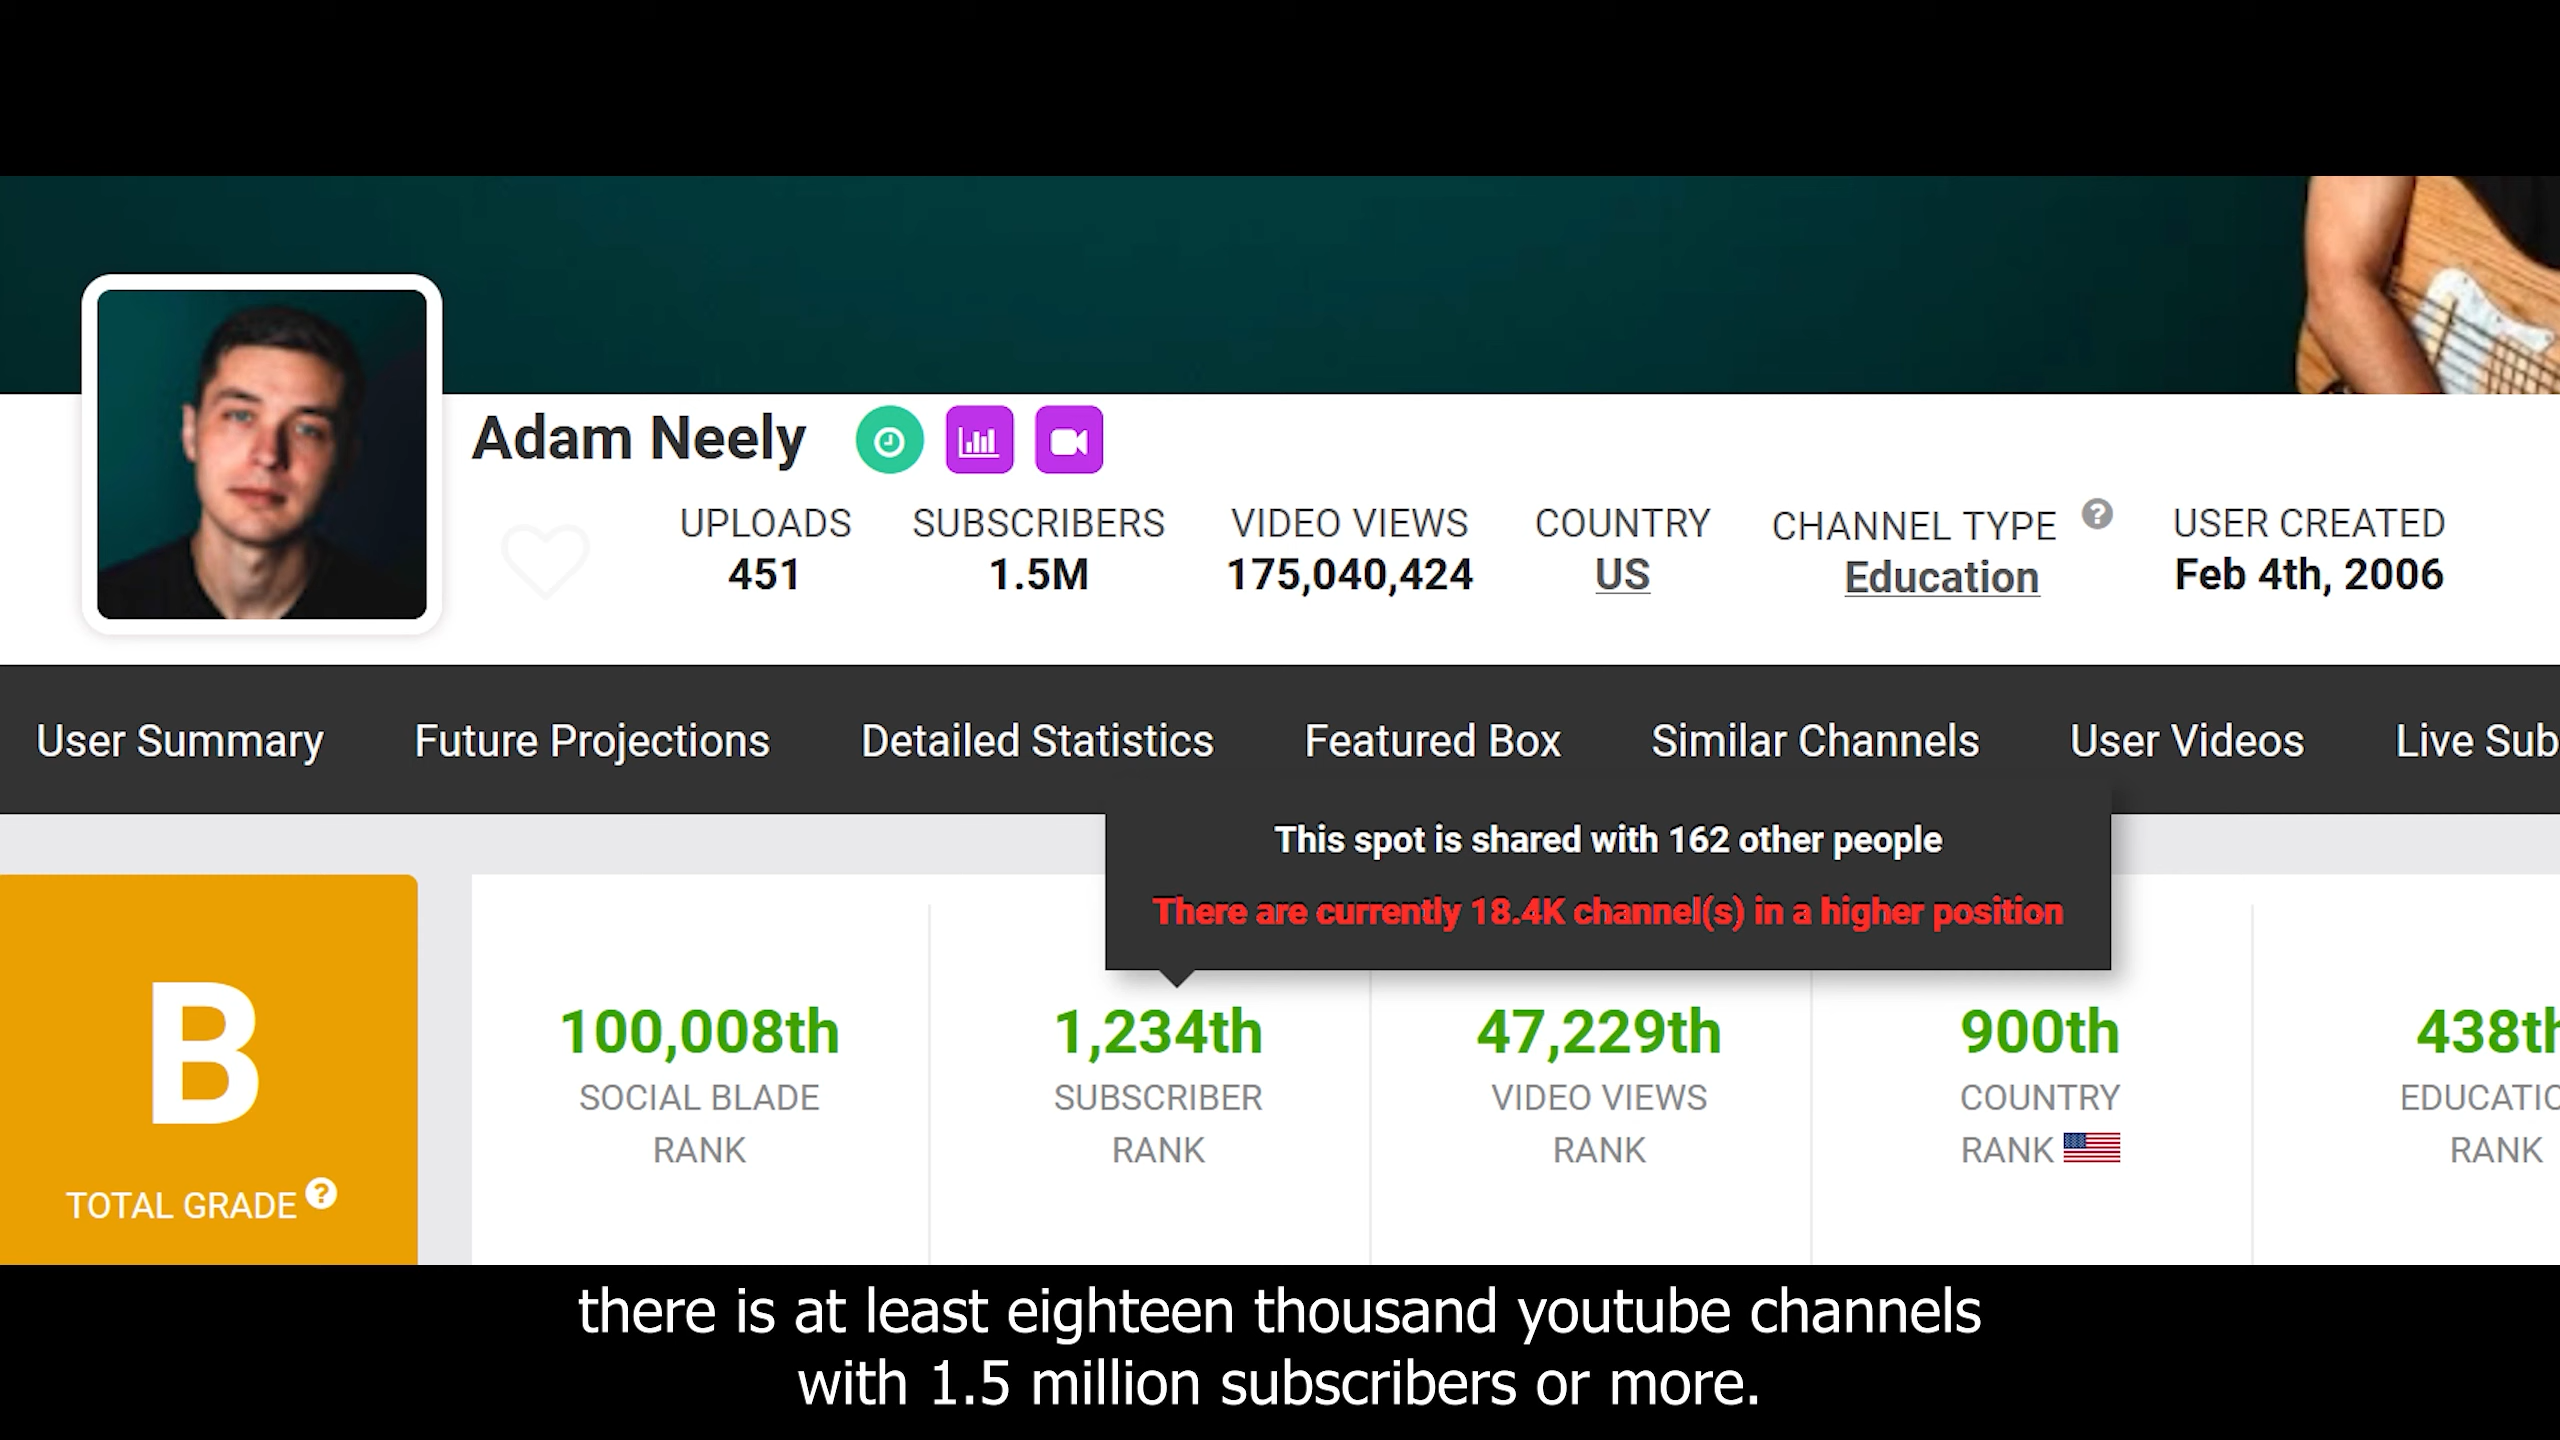 Adam Neely
UPLOADS
451
SUBSCRIBERS
1.5M
VIDEO VIEWS
175,040,424
COUNTRY
US
CHANNEL TYPE
Education
USER CREATED
Feb 4th, 2006
User Summary
Future Projections
Detailed Statistics
Featured Box
Similar Channels
User Videos
Live Sub
This spot is shared with 162 other people
There are currently 18.4K channel(s) in a higher position
B
TOTAL GRADE
100,008th
SOCIAL BLADE
RANK
1,234th
SUBSCRIBER
RANK
47,229th
VIDEO VIEWS
RANK
900th
COUNTRY
RANK
438th
EDUCATIO
RANK
there is at least eighteen thousand youtube channels
with 1.5 million subscribers or more.